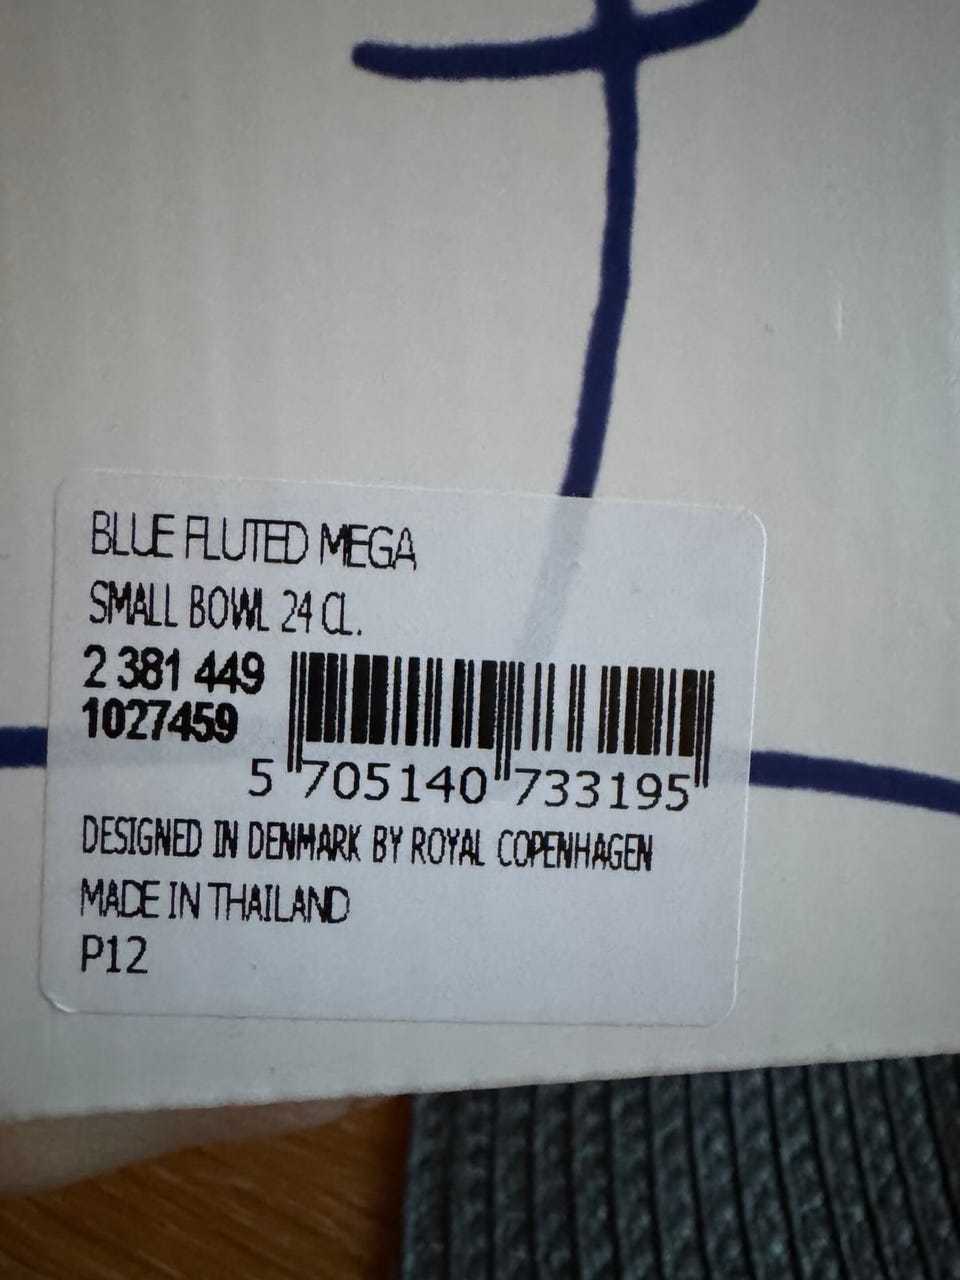 BLUE FLUTED MEGA
SMALL BOWL 24 CL.
2 381 449
1027459
5 705140 733195
DESIGNED IN DENMARK BY ROYAL COPENHAGEN
MADE IN THAILAND
P12